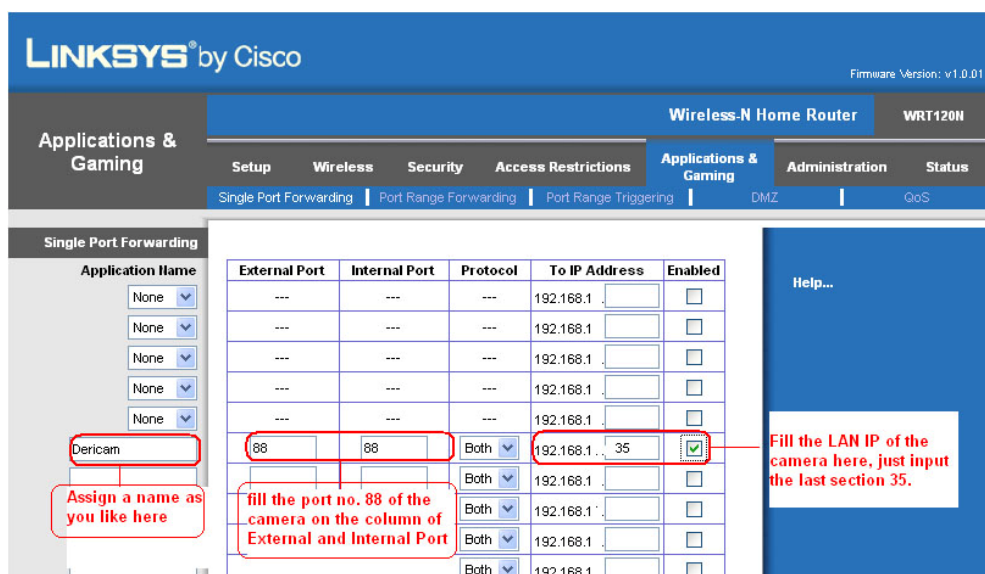 LINKSYS® by Cisco
Firmware Version: v1.0.01
Applications & Gaming
Wireless-N Home Router WRT120N
Setup Wireless Security Access Restrictions Applications & Gaming Administration Status
Single Port Forwarding Port Range Forwarding Port Range Triggering DMZ QoS
Single Port Forwarding
Application Name External Port Internal Port Protocol To IP Address Enabled
Help...
None --- --- --- 192.168.1 .
None --- --- --- 192.168.1
None --- --- --- 192.168.1 .
None --- --- --- 192.168.1 .
None --- --- --- 192.168.1 .
Dericam 88 88 Both 192.168.1 . 35
Both 192.168.1 .
Both 192.168.1 .
Both 192.168.1 .
Both 192.168.1
Assign a name as
you like here
fill the port no. 88 of the
camera on the column of
External and Internal Port
Fill the LAN IP of the
camera here, just input
the last section 35.